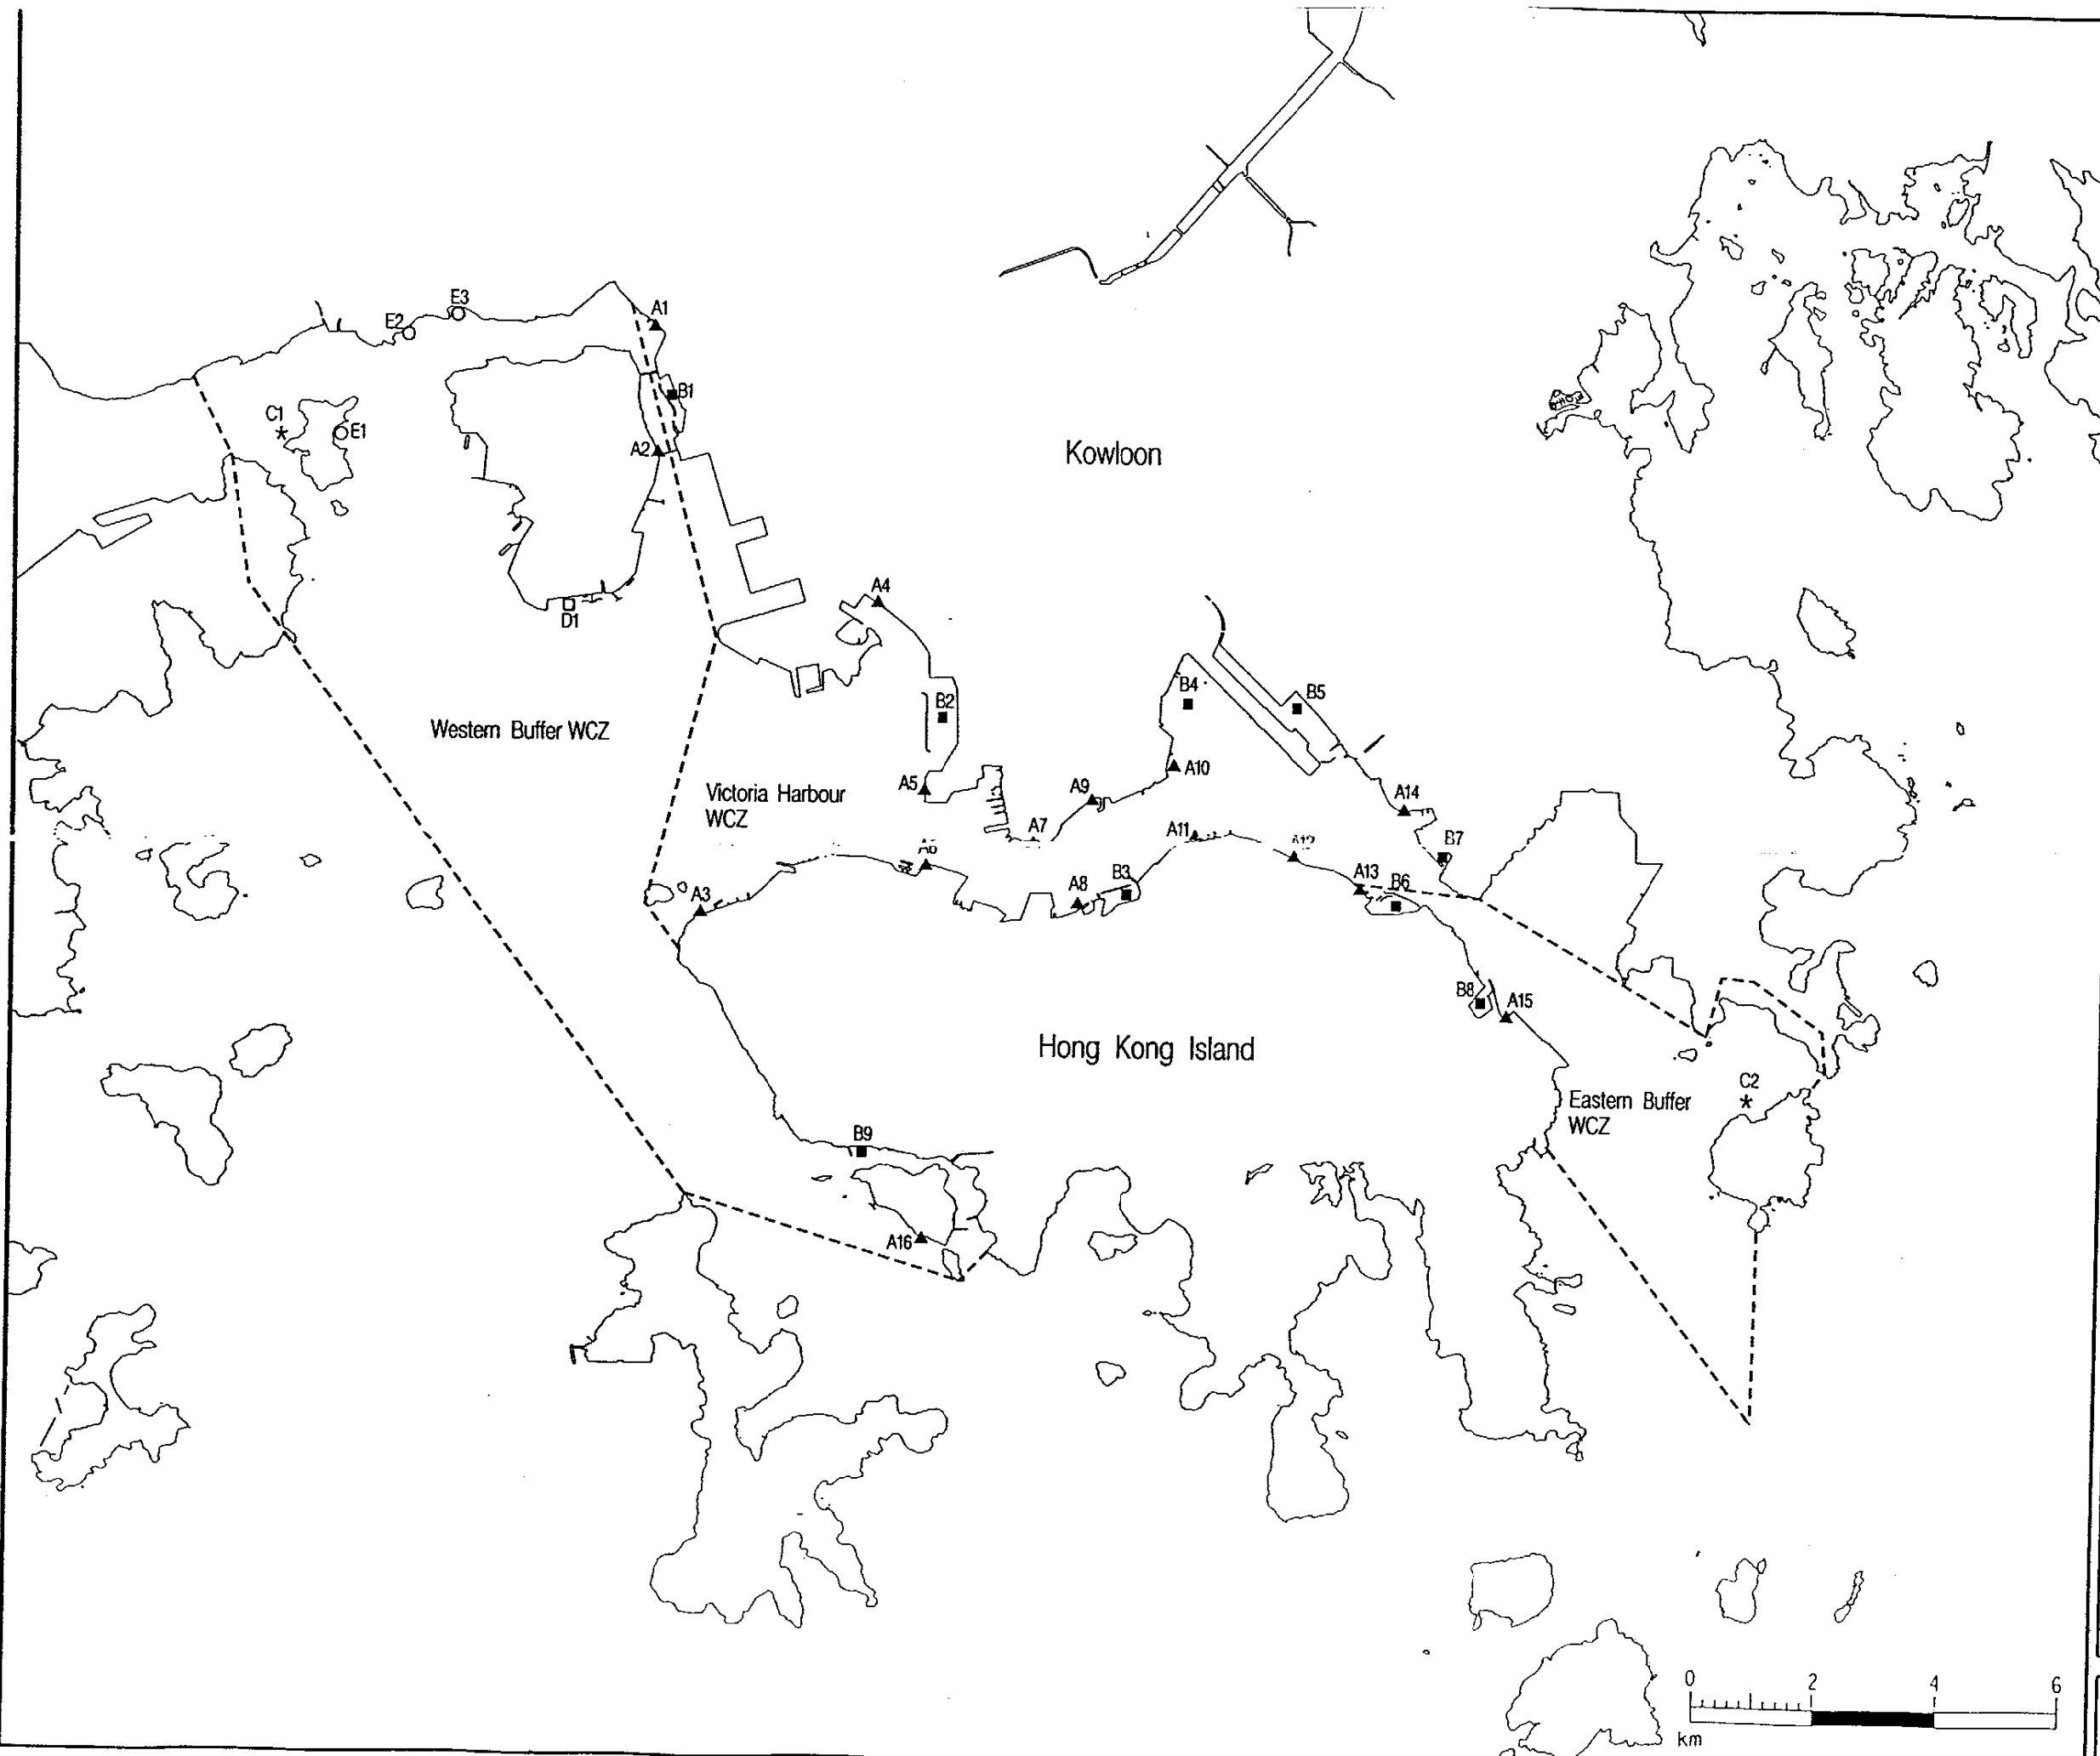 E3
A1
E2
B1
C1
E1
A2
Kowloon
A4
D1
B4
B5
B2
Western Buffer WCZ
A10
A5
A9
Victoria Harbour
WCZ
A14
A7
A11
B7
A13
B6
A3
A8
B3
B8
A15
Hong Kong Island
C2
Eastern Buffer
WCZ
B9
A16
0 2 4 6
km